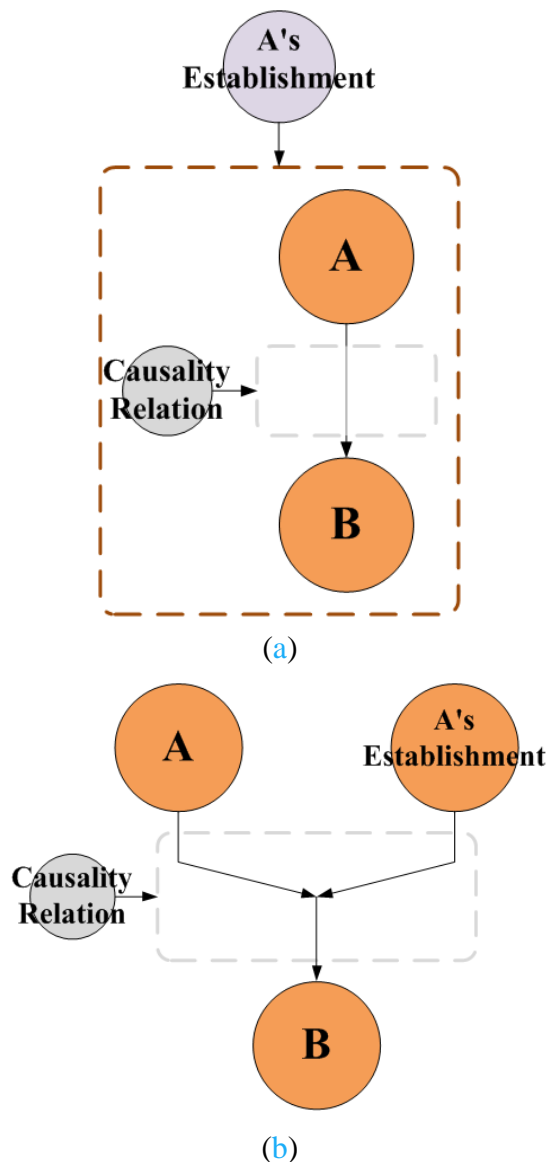 A's
Establishment
A
Causality
Relation
B
(a)
A
A's
Establishment
Causality
Relation
B
(b)